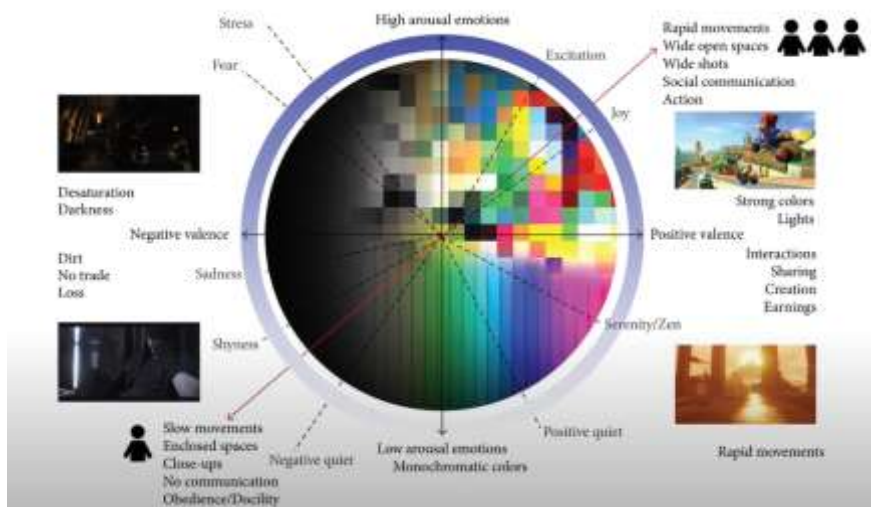 High arousal emotions
Stress
Fear
Excitation
Joy
Rapid movements
Wide open spaces
Wide shots
Social communication
Action
Desaturation
Darkness
Strong colors
Lights
Negative valence
Positive valence
Dirt
No trade
Loss
Sadness
Interactions
Sharing
Creation
Earnings
Shyness
Serenity/Zen
Slow movements
Enclosed spaces
Close-ups
No communication
Obedience/Docility
Negative quiet
Low arousal emotions
Monochromatic colors
Positive quiet
Rapid movements